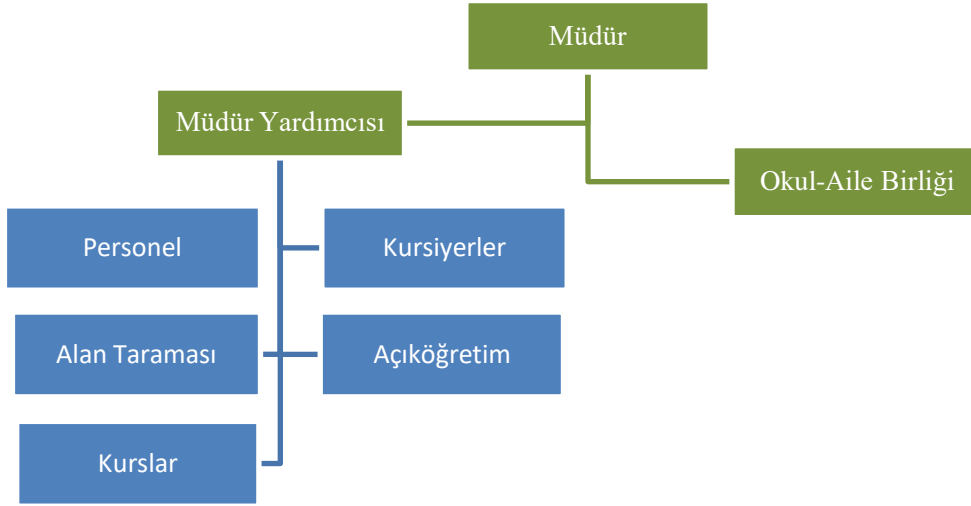 Müdür
Müdür Yardımcısı
Okul-Aile Birliği
Personel
Kursiyerler
Alan Taraması
Açıköğretim
Kurslar